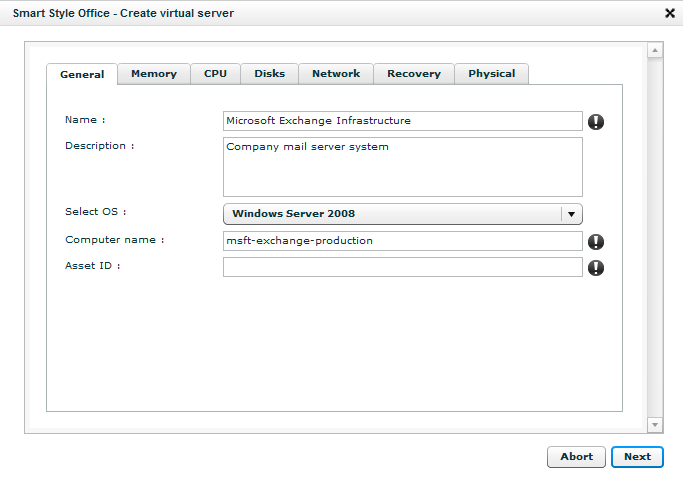 Smart Style Office - Create virtual server
General Memory CPU Disks Network Recovery Physical
Name : Microsoft Exchange Infrastructure
Description : Company mail server system
Select OS : Windows Server 2008
Computer name : msft-exchange-production
Asset ID :
Abort Next